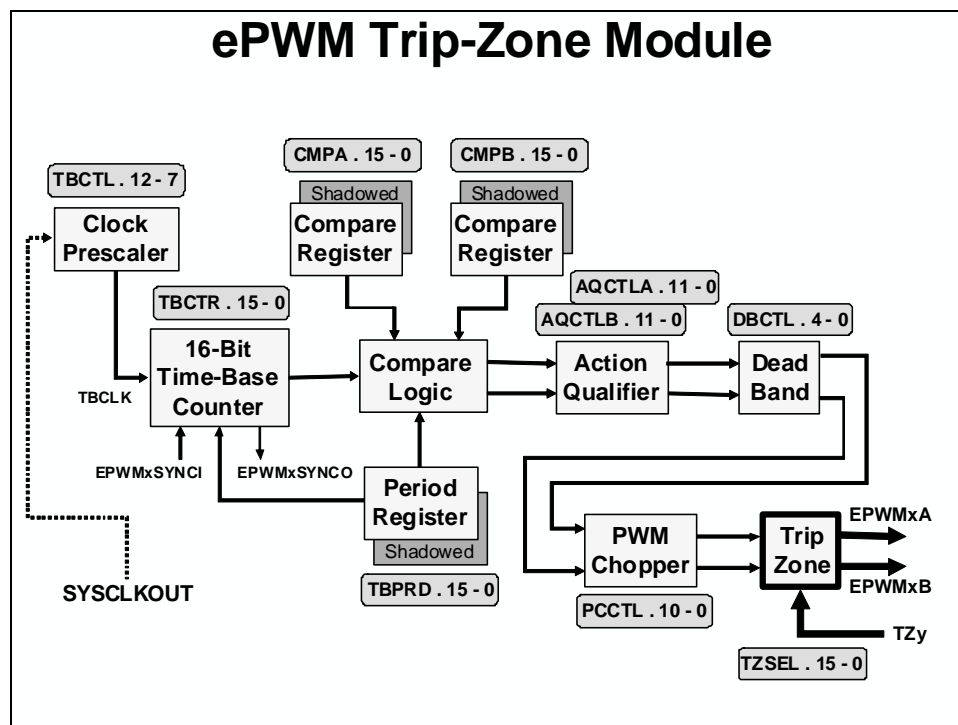 ePWM Trip-Zone Module
CMPA . 15 - 0
CMPB . 15 - 0
TBCTL . 12 - 7
Shadowed
Shadowed
Clock
Prescaler
Compare
Register
Compare
Register
AQCTLA . 11 - 0
TBCTR . 15 - 0
AQCTLB . 11 - 0
DBCTL . 4 - 0
16-Bit
Time-Base
Counter
Compare
Logic
Action
Qualifier
Dead
Band
TBCLK
EPWMxSYNCI
EPWMxSYNCO
Period
Register
Shadowed
TBPRD . 15 - 0
SYSCLKOUT
PWM
Chopper
PCCTL . 10 - 0
Trip
Zone
EPWMxA
EPWMxB
TZy
TZSEL . 15 - 0